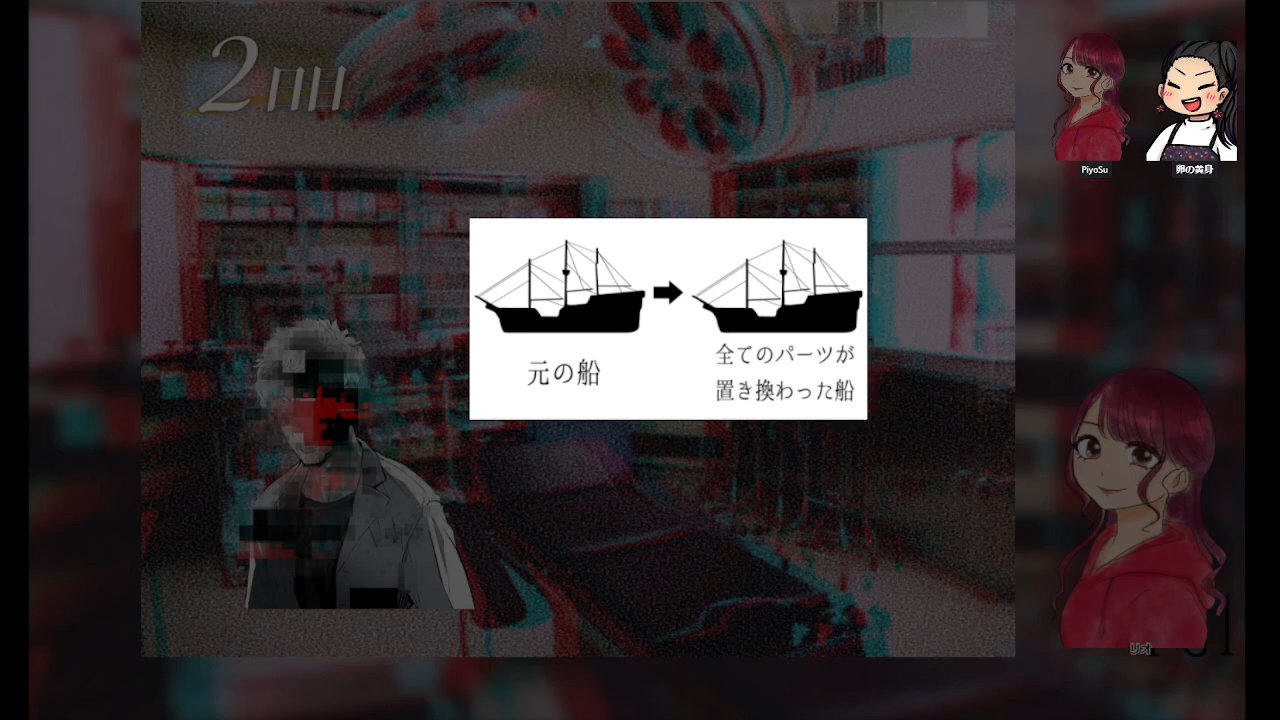 2日目
PiyoSu
卵の黄身
元の船
全てのパーツが
置き換わった船
リオ